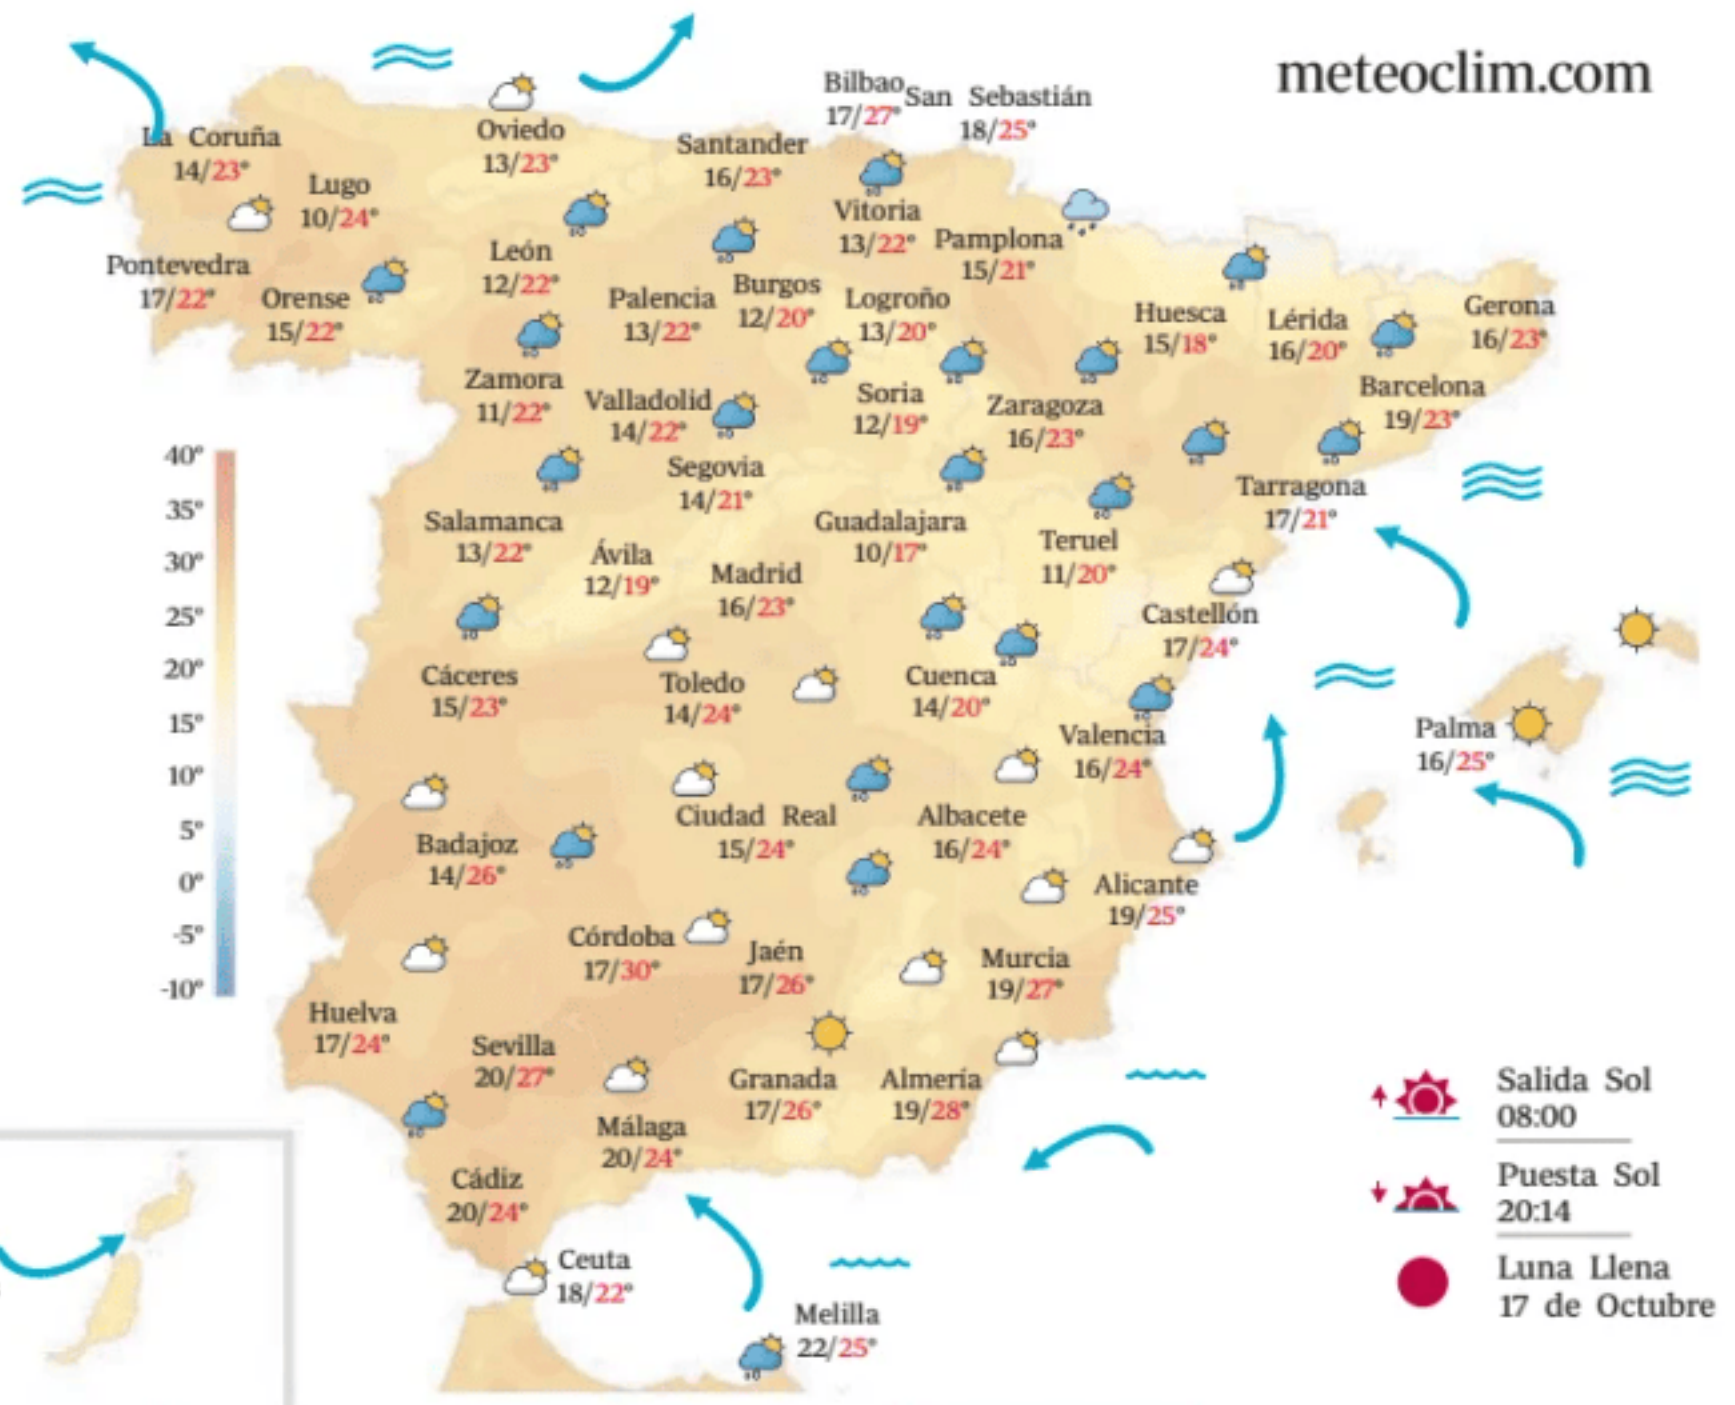 meteoclim.com
Bilbao
17/27°
San Sebastián
18/25°
La Coruña
14/23°
Oviedo
13/23°
Santander
16/23°
Lugo
10/24°
Vitoria
13/22°
Pamplona
15/21°
León
12/22°
Pontevedra
17/22°
Orense
15/22°
Palencia
13/22°
Burgos
12/20°
Logroño
13/20°
Huesca
15/18°
Lérida
16/20°
Gerona
16/23°
Zamora
11/22°
Valladolid
14/22°
Soria
12/19°
Zaragoza
16/23°
Barcelona
19/23°
Segovia
14/21°
Tarragona
17/21°
Salamanca
13/22°
Ávila
12/19°
Madrid
16/23°
Guadalajara
10/17°
Teruel
11/20°
Castellón
17/24°
Cáceres
15/23°
Toledo
14/24°
Cuenca
14/20°
Valencia
16/24°
Palma
16/25°
Badajoz
14/26°
Ciudad Real
15/24°
Albacete
16/24°
Alicante
19/25°
Córdoba
17/30°
Jaén
17/26°
Murcia
19/27°
Huelva
17/24°
Sevilla
20/27°
Granada
17/26°
Almería
19/28°
Málaga
20/24°
Cádiz
20/24°
Ceuta
18/22°
Melilla
22/25°
40°
35°
30°
25°
20°
15°
10°
5°
0°
-5°
-10°
Salida Sol
08:00
Puesta Sol
20:14
Luna Llena
17 de Octubre